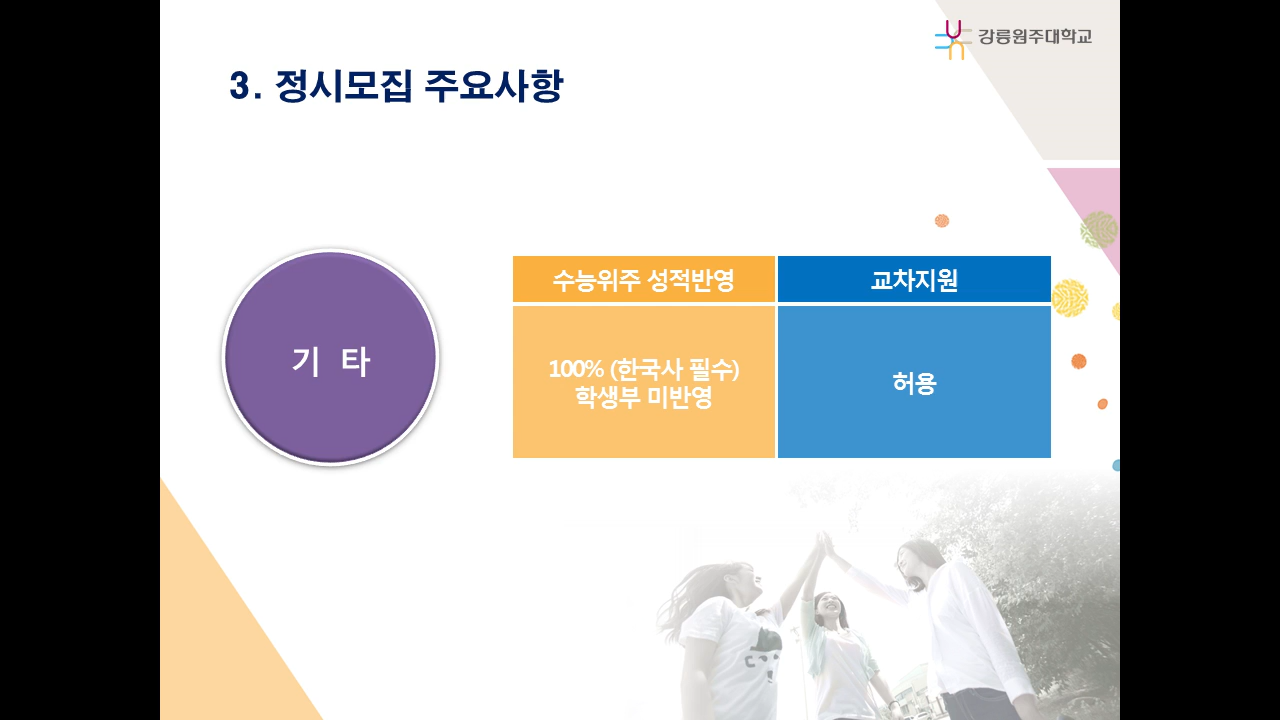 강릉원주대학교
3. 정시모집 주요사항
기 타
수능위주 성적반영
교차지원
100% (한국사 필수)
학생부 미반영
허용